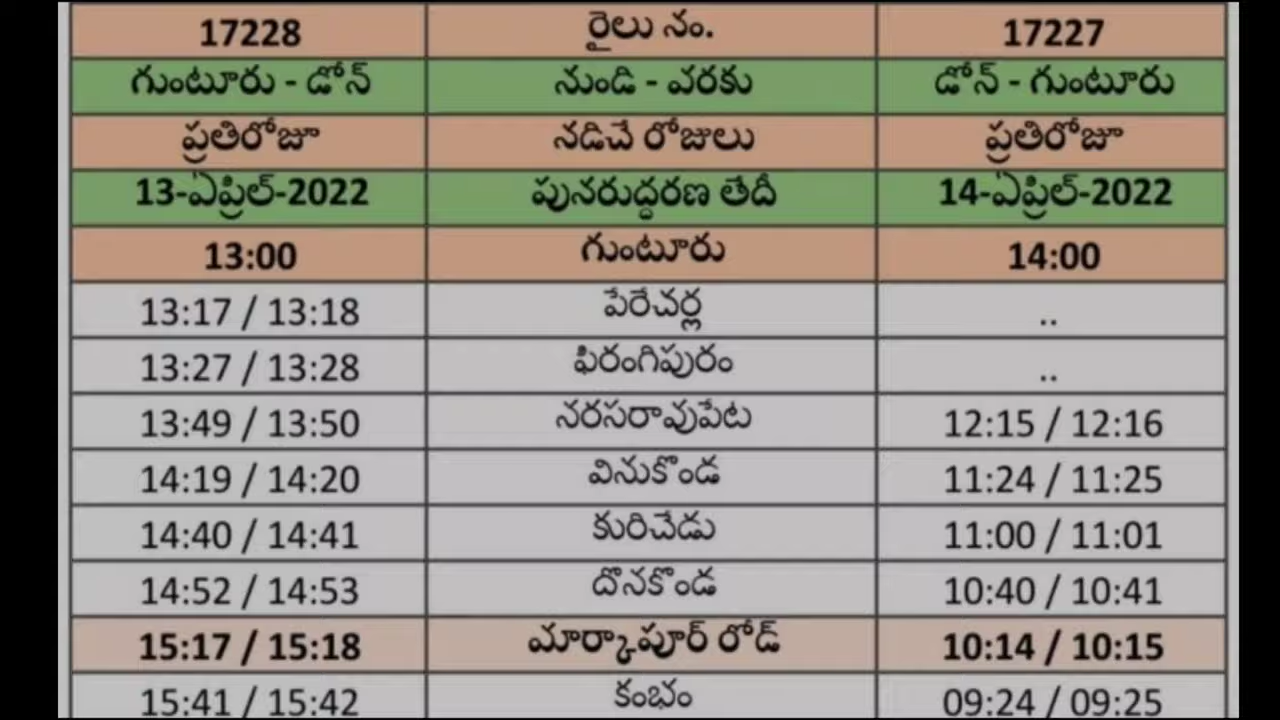 17228 రైలు నం. 17227
గుంటూరు - డోన్ నుండి - వరకు డోన్ - గుంటూరు
ప్రతిరోజూ నడిచే రోజులు ప్రతిరోజూ
13-ఏప్రిల్-2022 పునరుద్ధరణ తేదీ 14-ఏప్రిల్-2022
13:00 గుంటూరు 14:00
13:17 / 13:18 పేరేచర్ల ..
13:27 / 13:28 ఫిరంగిపురం ..
13:49 / 13:50 నరసరావుపేట 12:15 / 12:16
14:19 / 14:20 వినుకొండ 11:24 / 11:25
14:40 / 14:41 కురిచేడు 11:00 / 11:01
14:52 / 14:53 దొనకొండ 10:40 / 10:41
15:17 / 15:18 మార్కాపూర్ రోడ్ 10:14 / 10:15
15:41 / 15:42 కంభం 09:24 / 09:25